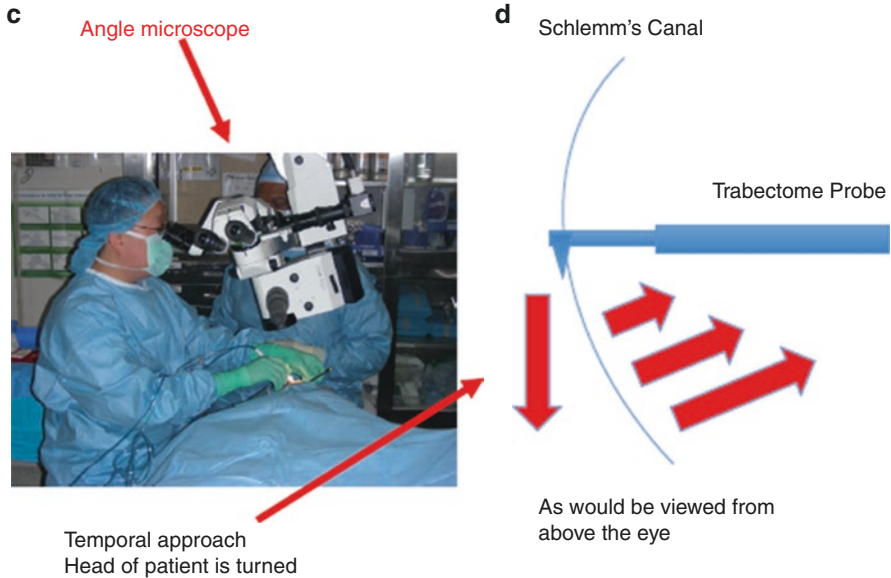 c
Angle microscope
Temporal approach
Head of patient is turned
d
Schlemm's Canal
Trabectome Probe
As would be viewed from
above the eye